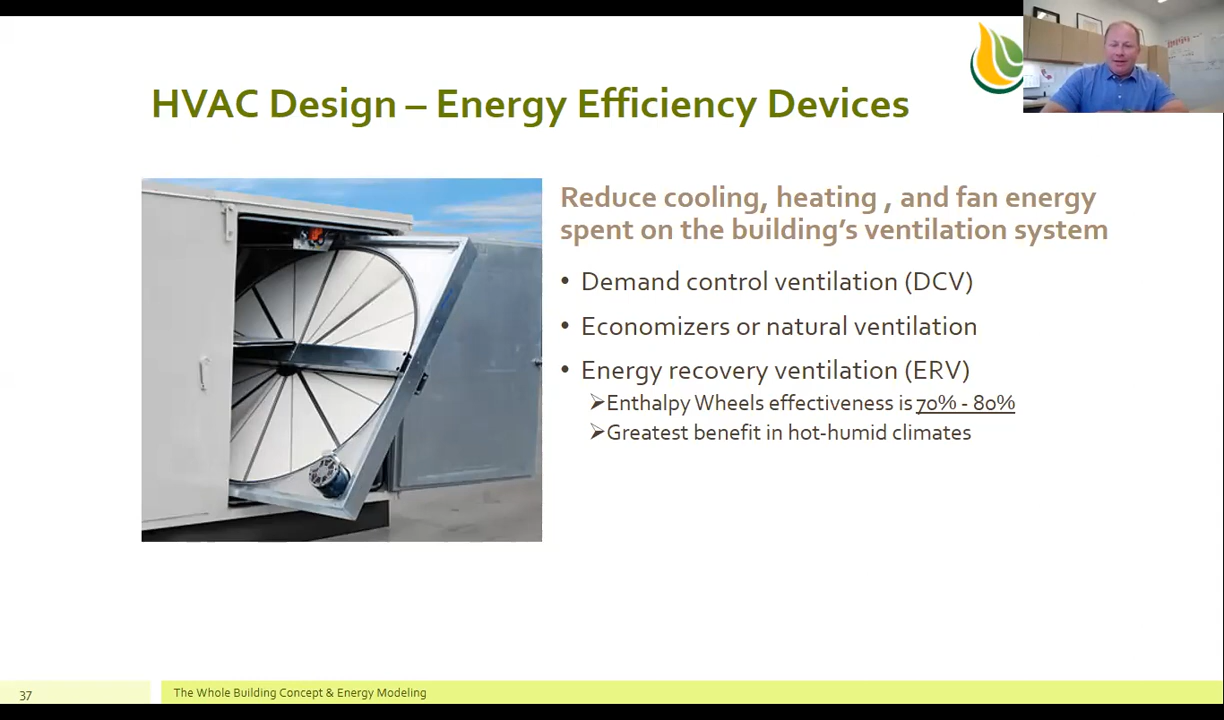 HVAC Design – Energy Efficiency Devices
Reduce cooling, heating , and fan energy
spent on the building’s ventilation system
• Demand control ventilation (DCV)
• Economizers or natural ventilation
• Energy recovery ventilation (ERV)
➢Enthalpy Wheels effectiveness is 70% - 80%
➢Greatest benefit in hot-humid climates
37
The Whole Building Concept & Energy Modeling